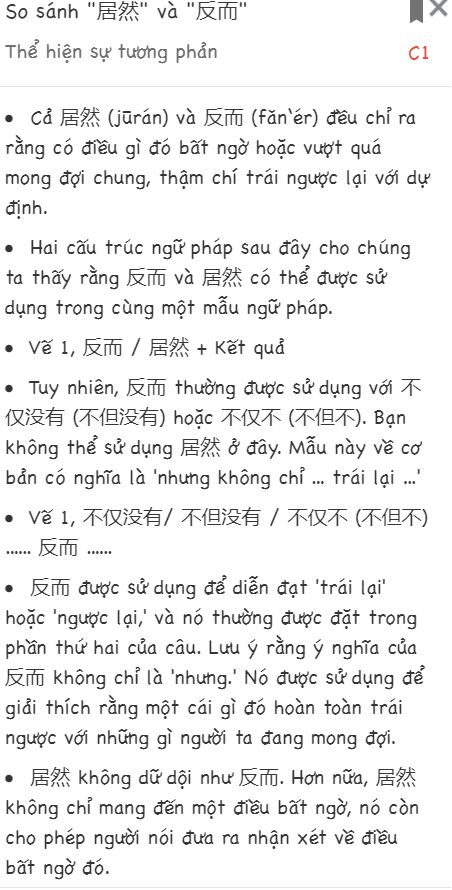 So sánh "居然" và "反而"
Thể hiện sự tương phản
C1
• Cả 居然 (jūrán) và 反而 (fǎn'ér) đều chỉ ra
rằng có điều gì đó bất ngờ hoặc vượt quá
mong đợi chung, thậm chí trái ngược lại với dự
định.
• Hai cấu trúc ngữ pháp sau đây cho chúng
ta thấy rằng 反而 và 居然 có thể được sử
dụng trong cùng một mẫu ngữ pháp.
• Vế 1, 反而 / 居然 + Kết quả
• Tuy nhiên, 反而 thường được sử dụng với 不
仅没有 (不但没有) hoặc 不仅不 (不但不). Bạn
không thể sử dụng 居然 ở đây. Mẫu này về cơ
bản có nghĩa là 'nhưng không chỉ ... trái lại ...'
• Vế 1, 不仅没有/ 不但没有 / 不仅不 (不但不)
...... 反而 ......
• 反而 được sử dụng để diễn đạt 'trái lại'
hoặc 'ngược lại,' và nó thường được đặt trong
phần thứ hai của câu. Lưu ý rằng ý nghĩa của
反而 không chỉ là 'nhưng.' Nó được sử dụng để
giải thích rằng một cái gì đó hoàn toàn trái
ngược với những gì người ta đang mong đợi.
• 居然 không dữ dội như 反而. Hơn nữa, 居然
không chỉ mang đến một điều bất ngờ, nó còn
cho phép người nói đưa ra nhận xét về điều
bất ngờ đó.